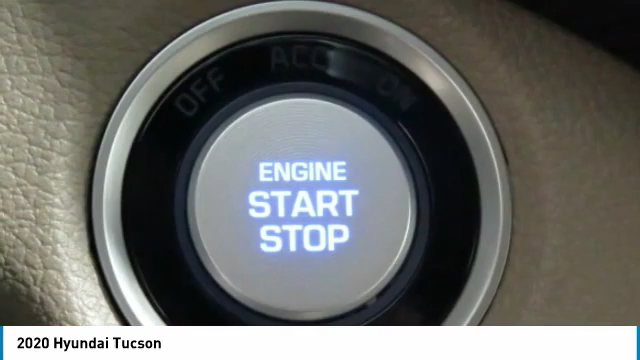 OFF ACC ON
ENGINE
START
STOP
2020 Hyundai Tucson